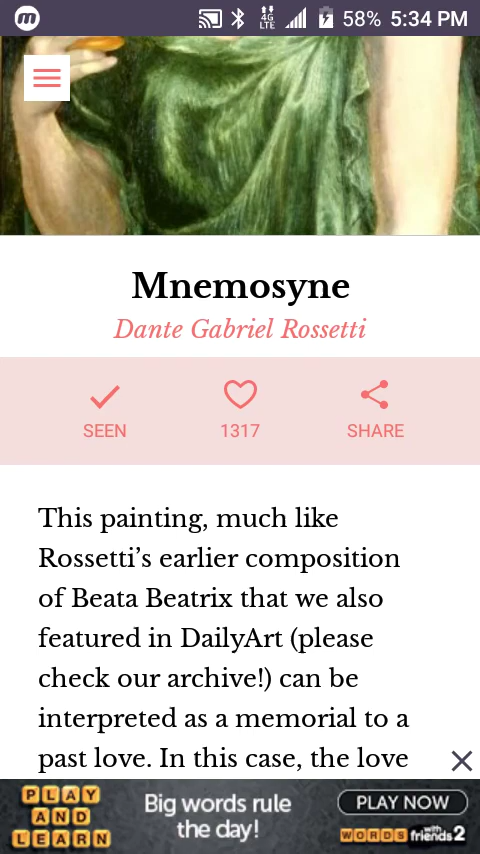 m
4G
LTE
58% 5:34 PM
Mnemosyne
Dante Gabriel Rossetti
SEEN
1317
SHARE
This painting, much like
Rossetti’s earlier composition
of Beata Beatrix that we also
featured in DailyArt (please
check our archive!) can be
interpreted as a memorial to a
past love. In this case, the love
PLAY
AND
LEARN
Big words rule
the day!
PLAY NOW
WORDS with friends 2